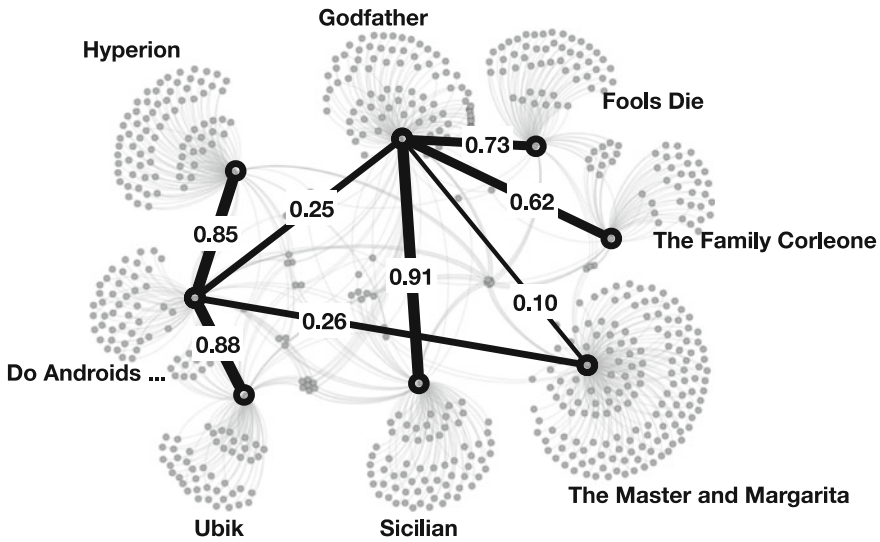 Godfather
Hyperion
Fools Die
0.73
0.62
0.25
0.85
The Family Corleone
0.91
0.10
0.26
0.88
Do Androids ...
The Master and Margarita
Ubik
Sicilian